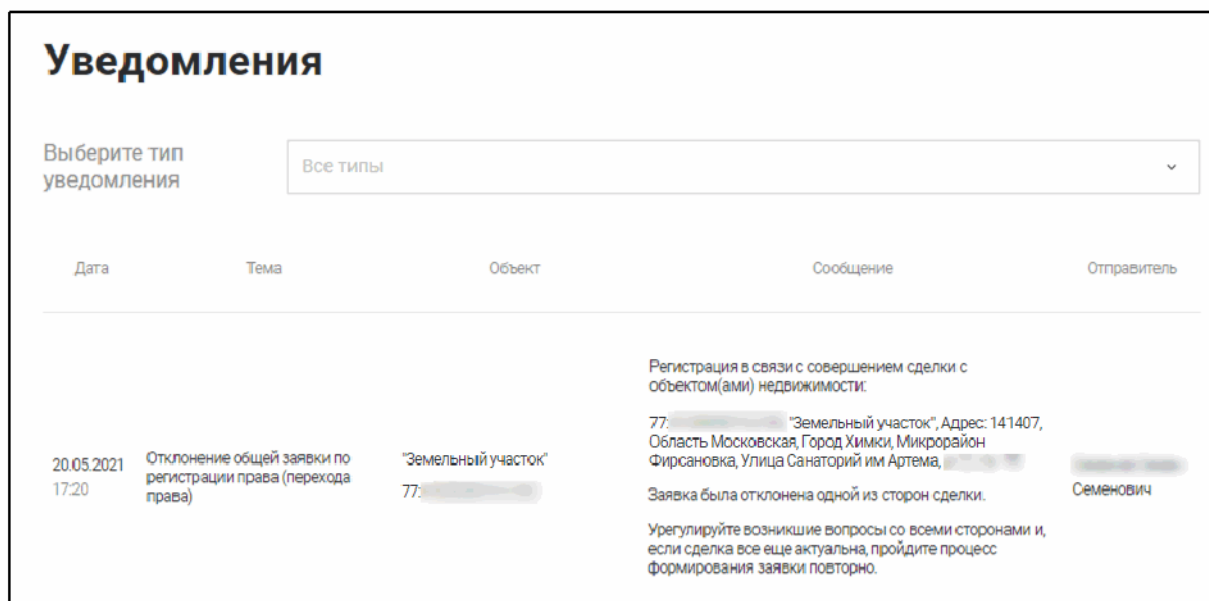 Уведомления
Выберите тип
уведомления
Все типы
Дата Тема Объект Сообщение Отправитель
Регистрация в связи с совершением сделки с
объектом(ами) недвижимости:
77: "Земельный участок", Адрес: 141407,
Область Московская, Город Химки, Микрорайон
Фирсановка, Улица Санаторий им Артема,
Заявка была отклонена одной из сторон сделки.
Урегулируйте возникшие вопросы со всеми сторонами и,
если сделка все еще актуальна, пройдите процесс
формирования заявки повторно.
20.05.2021
17:20
Отклонение общей заявки по
регистрации права (перехода
права)
"Земельный участок"
77:
Семенович